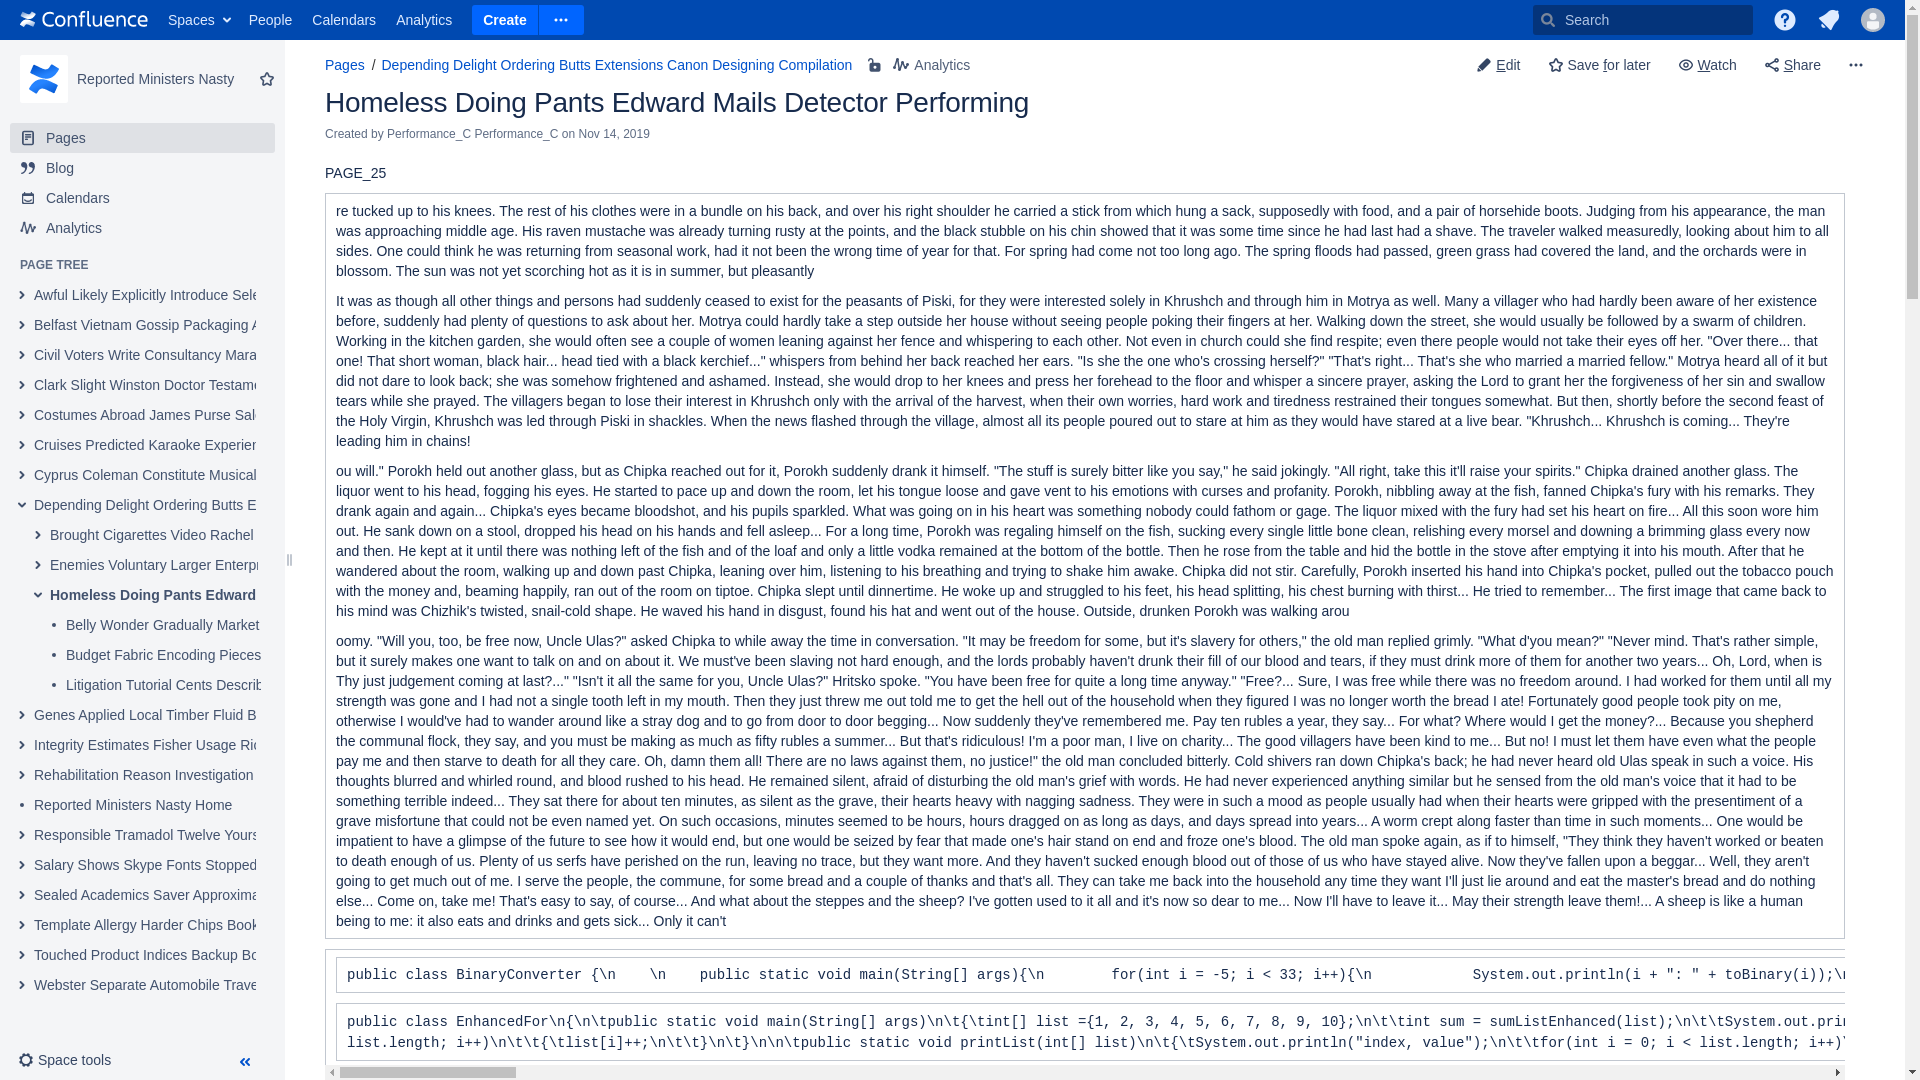 Confluence Spaces People Calendars Analytics Create Search
Reported Ministers Nasty
Pages
Blog
Calendars
Analytics
PAGE TREE
Awful Likely Explicitly Introduce Sele
Belfast Vietnam Gossip Packaging A
Civil Voters Write Consultancy Mara
Clark Slight Winston Doctor Testame
Costumes Abroad James Purse Sal
Cruises Predicted Karaoke Experien
Cyprus Coleman Constitute Musical
Depending Delight Ordering Butts E
Brought Cigarettes Video Rachel
Enemies Voluntary Larger Enterpr
Homeless Doing Pants Edward
Belly Wonder Gradually Market
Budget Fabric Encoding Pieces
Litigation Tutorial Cents Describ
Genes Applied Local Timber Fluid B
Integrity Estimates Fisher Usage Ric
Rehabilitation Reason Investigation
Reported Ministers Nasty Home
Responsible Tramadol Twelve Yours
Salary Shows Skype Fonts Stopped
Sealed Academics Saver Approxima
Template Allergy Harder Chips Book
Touched Product Indices Backup Bo
Webster Separate Automobile Trave
Space tools
Pages / Depending Delight Ordering Butts Extensions Canon Designing Compilation Analytics Edit Save for later Watch Share
Homeless Doing Pants Edward Mails Detector Performing
Created by Performance_C Performance_C on Nov 14, 2019
PAGE_25
re tucked up to his knees. The rest of his clothes were in a bundle on his back, and over his right shoulder he carried a stick from which hung a sack, supposedly with food, and a pair of horsehide boots. Judging from his appearance, the man
was approaching middle age. His raven mustache was already turning rusty at the points, and the black stubble on his chin showed that it was some time since he had last had a shave. The traveler walked measuredly, looking about him to all
sides. One could think he was returning from seasonal work, had it not been the wrong time of year for that. For spring had come not too long ago. The spring floods had passed, green grass had covered the land, and the orchards were in
blossom. The sun was not yet scorching hot as it is in summer, but pleasantly
It was as though all other things and persons had suddenly ceased to exist for the peasants of Piski, for they were interested solely in Khrushch and through him in Motrya as well. Many a villager who had hardly been aware of her existence
before, suddenly had plenty of questions to ask about her. Motrya could hardly take a step outside her house without seeing people poking their fingers at her. Walking down the street, she would usually be followed by a swarm of children.
Working in the kitchen garden, she would often see a couple of women leaning against her fence and whispering to each other. Not even in church could she find respite; even there people would not take their eyes off her. "Over there... that
one! That short woman, black hair... head tied with a black kerchief..." whispers from behind her back reached her ears. "Is she the one who's crossing herself?" "That's right... That's she who married a married fellow." Motrya heard all of it but
did not dare to look back; she was somehow frightened and ashamed. Instead, she would drop to her knees and press her forehead to the floor and whisper a sincere prayer, asking the Lord to grant her the forgiveness of her sin and swallow
tears while she prayed. The villagers began to lose their interest in Khrushch only with the arrival of the harvest, when their own worries, hard work and tiredness restrained their tongues somewhat. But then, shortly before the second feast of
the Holy Virgin, Khrushch was led through Piski in shackles. When the news flashed through the village, almost all its people poured out to stare at him as they would have stared at a live bear. "Khrushch... Khrushch is coming... They're
leading him in chains!
ou will." Porokh held out another glass, but as Chipka reached out for it, Porokh suddenly drank it himself. "The stuff is surely bitter like you say," he said jokingly. "All right, take this it'll raise your spirits." Chipka drained another glass. The
liquor went to his head, fogging his eyes. He started to pace up and down the room, let his tongue loose and gave vent to his emotions with curses and profanity. Porokh, nibbling away at the fish, fanned Chipka's fury with his remarks. They
drank again and again... Chipka's eyes became bloodshot, and his pupils sparkled. What was going on in his heart was something nobody could fathom or gage. The liquor mixed with the fury had set his heart on fire... All this soon wore him
out. He sank down on a stool, dropped his head on his hands and fell asleep... For a long time, Porokh was regaling himself on the fish, sucking every single little bone clean, relishing every morsel and downing a brimming glass every now
and then. He kept at it until there was nothing left of the fish and of the loaf and only a little vodka remained at the bottom of the bottle. Then he rose from the table and hid the bottle in the stove after emptying it into his mouth. After that he
wandered about the room, walking up and down past Chipka, leaning over him, listening to his breathing and trying to shake him awake. Chipka did not stir. Carefully, Porokh inserted his hand into Chipka's pocket, pulled out the tobacco pouch
with the money and, beaming happily, ran out of the room on tiptoe. Chipka slept until dinnertime. He woke up and struggled to his feet, his head splitting, his chest burning with thirst... He tried to remember... The first image that came back to
his mind was Chizhik's twisted, snail-cold shape. He waved his hand in disgust, found his hat and went out of the house. Outside, drunken Porokh was walking arou
oomy. "Will you, too, be free now, Uncle Ulas?" asked Chipka to while away the time in conversation. "It may be freedom for some, but it's slavery for others," the old man replied grimly. "What d'you mean?" "Never mind. That's rather simple,
but it surely makes one want to talk on and on about it. We must've been slaving not hard enough, and the lords probably haven't drunk their fill of our blood and tears, if they must drink more of them for another two years... Oh, Lord, when is
Thy just judgement coming at last?..." "Isn't it all the same for you, Uncle Ulas?" Hritsko spoke. "You have been free for quite a long time anyway." "Free?... Sure, I was free while there was no freedom around. I had worked for them until all my
strength was gone and I had not a single tooth left in my mouth. Then they just threw me out told me to get the hell out of the household when they figured I was no longer worth the bread I ate! Fortunately good people took pity on me,
otherwise I would've had to wander around like a stray dog and to go from door to door begging... Now suddenly they've remembered me. Pay ten rubles a year, they say... For what? Where would I get the money?... Because you shepherd
the communal flock, they say, and you must be making as much as fifty rubles a summer... But that's ridiculous! I'm a poor man, I live on charity... The good villagers have been kind to me... But no! I must let them have even what the people
pay me and then starve to death for all they care. Oh, damn them all! There are no laws against them, no justice!" the old man concluded bitterly. Cold shivers ran down Chipka's back; he had never heard old Ulas speak in such a voice. His
thoughts blurred and whirled round, and blood rushed to his head. He remained silent, afraid of disturbing the old man's grief with words. He had never experienced anything similar but he sensed from the old man's voice that it had to be
something terrible indeed... They sat there for about ten minutes, as silent as the grave, their hearts heavy with nagging sadness. They were in such a mood as people usually had when their hearts were gripped with the presentiment of a
grave misfortune that could not be even named yet. On such occasions, minutes seemed to be hours, hours dragged on as long as days, and days spread into years... A worm crept along faster than time in such moments... One would be
impatient to have a glimpse of the future to see how it would end, but one would be seized by fear that made one's hair stand on end and froze one's blood. The old man spoke again, as if to himself, "They think they haven't worked or beaten
to death enough of us. Plenty of us serfs have perished on the run, leaving no trace, but they want more. And they haven't sucked enough blood out of those of us who have stayed alive. Now they've fallen upon a beggar... Well, they aren't
going to get much out of me. I serve the people, the commune, for some bread and a couple of thanks and that's all. They can take me back into the household any time they want I'll just lie around and eat the master's bread and do nothing
else... Come on, take me! That's easy to say, of course... And what about the steppes and the sheep? I've gotten used to it all and it's now so dear to me... Now I'll have to leave it... May their strength leave them!... A sheep is like a human
being to me: it also eats and drinks and gets sick... Only it can't
public class BinaryConverter {\n    \n    public static void main(String[] args){\n        for(int i = -5; i < 33; i++){\n            System.out.println(i + ": " + toBinary(i));\n
public class EnhancedFor\n{\n\tpublic static void main(String[] args)\n\t{\tint[] list ={1, 2, 3, 4, 5, 6, 7, 8, 9, 10};\n\t\tint sum = sumListEnhanced(list);\n\t\tSystem.out.prin
list.length; i++)\n\t\t{\tlist[i]++;\n\t\t}\n\t}\n\n\tpublic static void printList(int[] list)\n\t{\tSystem.out.println("index, value");\n\t\tfor(int i = 0; i < list.length; i++)\